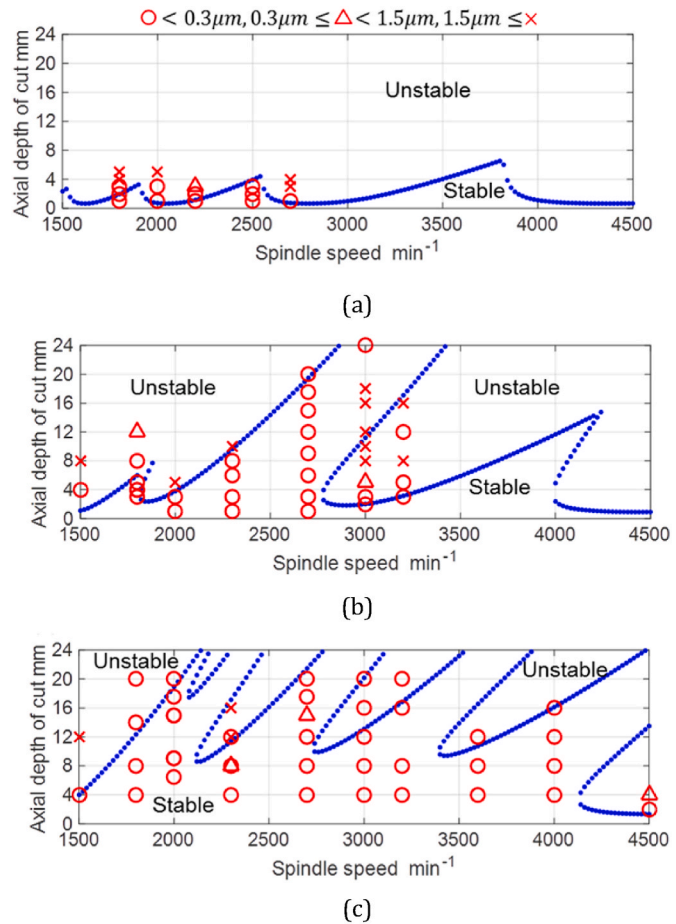 ○ < 0.3μm, 0.3μm ≤ △ < 1.5μm, 1.5μm ≤ ×
24
20
16
12
8
4
0
Axial depth of cut mm
Unstable
Stable
1500 2000 2500 3000 3500 4000 4500
Spindle speed min⁻¹
(a)
24
20
16
12
8
4
0
Axial depth of cut mm
Unstable
Unstable
Stable
1500 2000 2500 3000 3500 4000 4500
Spindle speed min⁻¹
(b)
24
20
16
12
8
4
0
Axial depth of cut mm
Unstable
Unstable
Stable
1500 2000 2500 3000 3500 4000 4500
Spindle speed min⁻¹
(c)